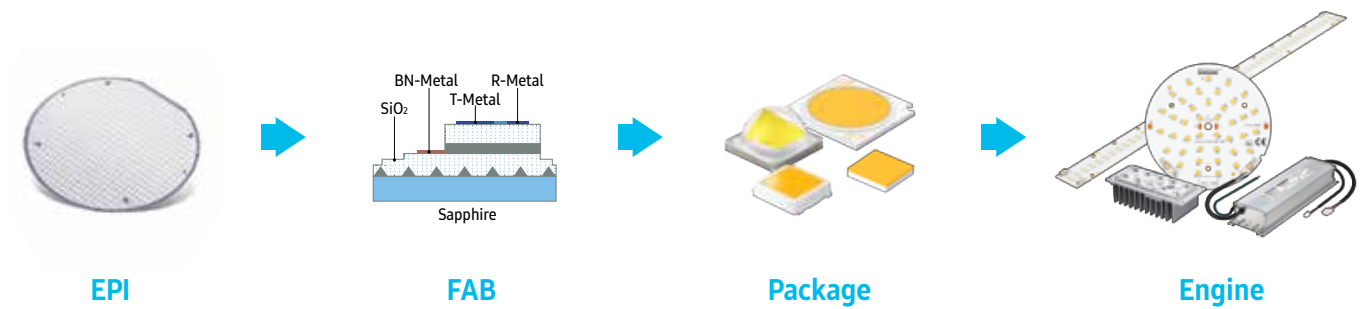 BN-Metal
R-Metal
T-Metal
SiO₂
Sapphire
EPI
FAB
Package
Engine